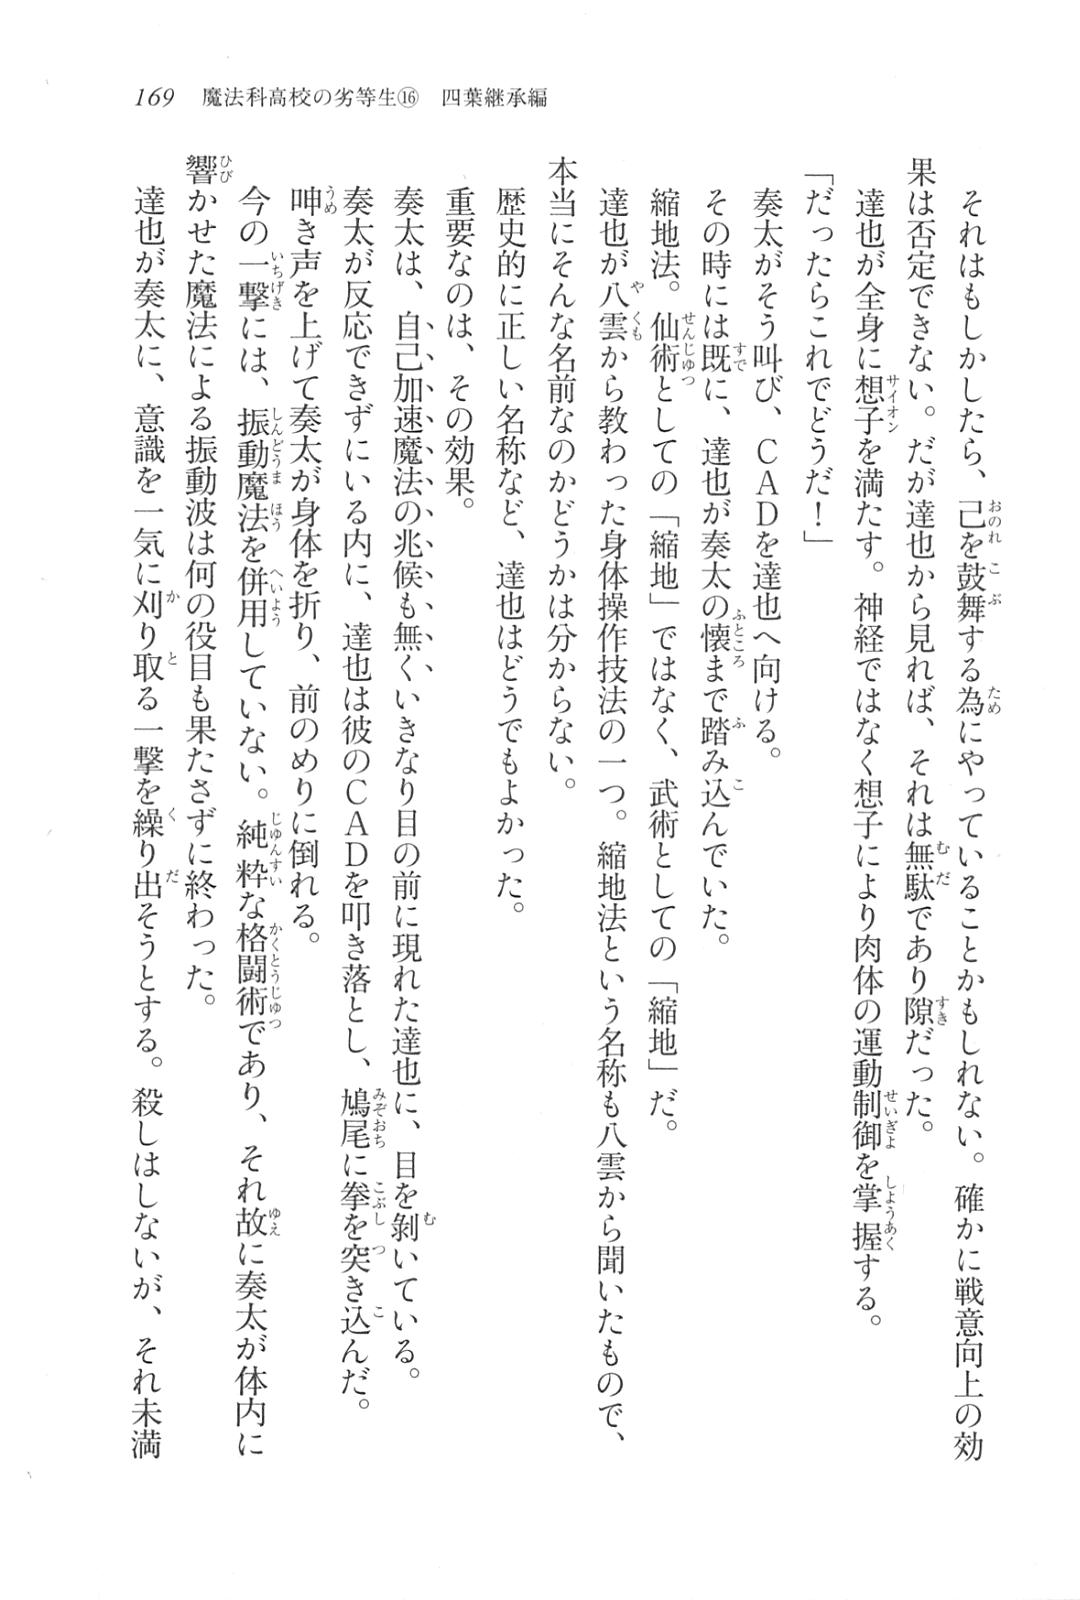 169　魔法科高校の劣等生⑯　四葉継承編
　それはもしかしたら、己を鼓舞する為にやっていることかもしれない。確かに戦意向上の効
果は否定できない。だが達也から見れば、それは無駄であり隙だった。
　達也が全身に想子を満たす。神経ではなく想子により肉体の運動制御を掌握する。
「だったらこれでどうだ！」
　奏太がそう叫び、ＣＡＤを達也へ向ける。
　その時には既に、達也が奏太の懐まで踏み込んでいた。
　縮地法。仙術としての「縮地」ではなく、武術としての「縮地」だ。
　達也が八雲から教わった身体操作技法の一つ。縮地法という名称も八雲から聞いたもので、
本当にそんな名前なのかどうかは分からない。
　歴史的に正しい名称など、達也はどうでもよかった。
　重要なのは、その効果。
　奏太は、自己加速魔法の兆候も無くいきなり目の前に現れた達也に、目を剝いている。
　奏太が反応できずにいる内に、達也は彼のＣＡＤを叩き落とし、鳩尾に拳を突き込んだ。
　呻き声を上げて奏太が身体を折り、前のめりに倒れる。
　今の一撃には、振動魔法を併用していない。純粋な格闘術であり、それ故に奏太が体内に
響かせた魔法による振動波は何の役目も果たさずに終わった。
　達也が奏太に、意識を一気に刈り取る一撃を繰り出そうとする。殺しはしないが、それ未満